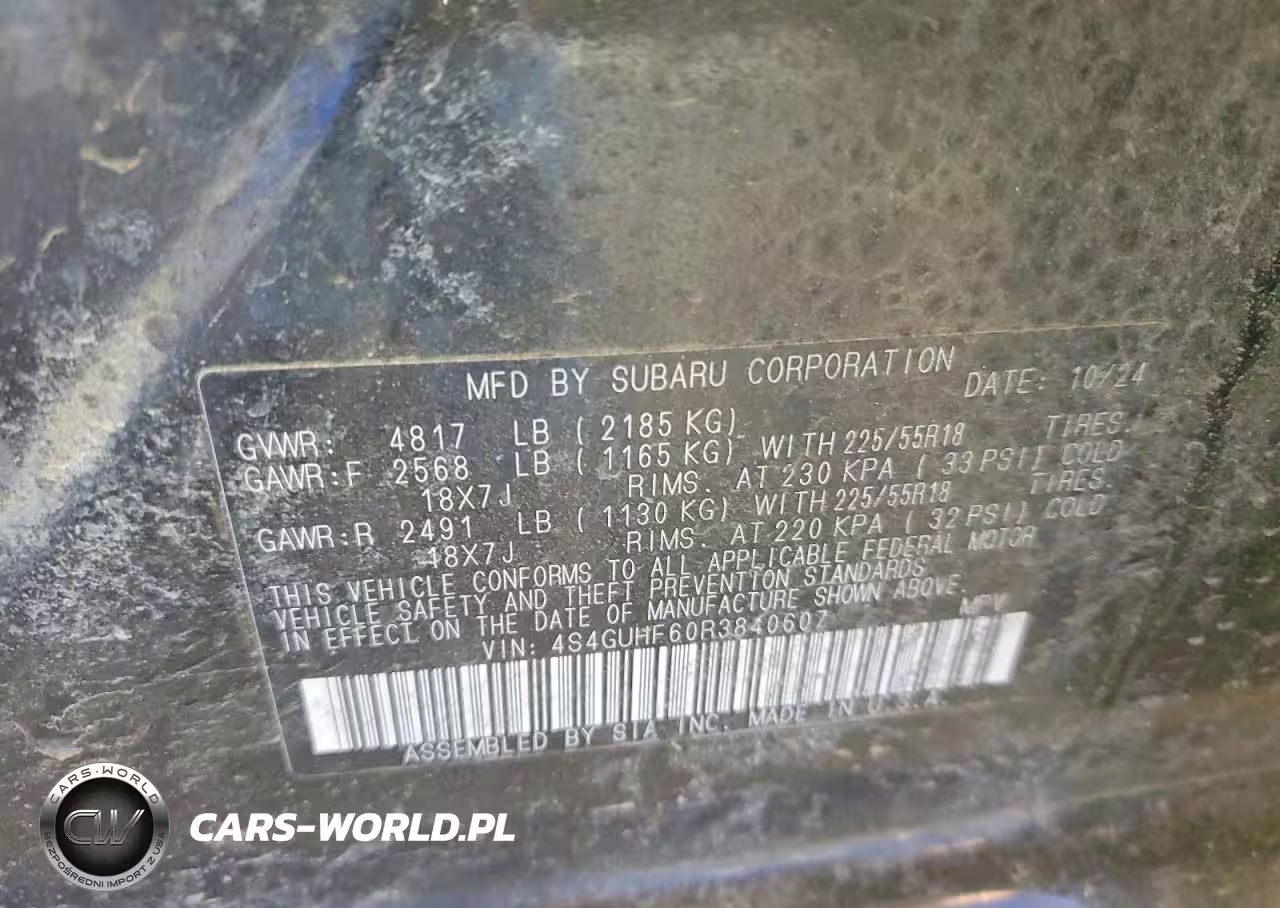 MFD BY SUBARU CORPORATION DATE: 10/24
GVWR: 4817 LB ( 2185 KG)
GAWR:F 2568 LB ( 1165 KG) WITH 225/55R18 TIRES.
18X7J RIMS. AT 230 KPA ( 33 PSI) COLD
GAWR:R 2491 LB ( 1130 KG) WITH 225/55R18 TIRES.
18X7J RIMS. AT 220 KPA ( 32 PSI) COLD
THIS VEHICLE CONFORMS TO ALL APPLICABLE FEDERAL MOTOR
VEHICLE SAFETY AND THEFT PREVENTION STANDARDS
IN EFFECT ON THE DATE OF MANUFACTURE SHOWN ABOVE.
VIN: 4S4GUHF60R3840607 MPV
ASSEMBLED BY SIA INC. MADE IN U.S.A.
CARS-WORLD
CW
BEZPOŚREDNI IMPORT Z USA
CARS-WORLD.PL